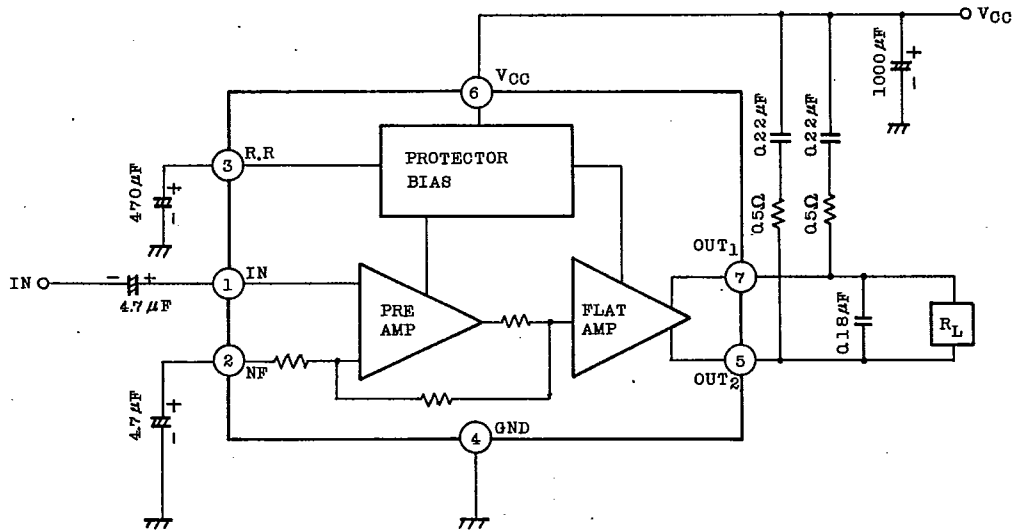 VCC
1000µF
+
-
0.22µF
0.22µF
0.5Ω
0.5Ω
VCC
6
PROTECTOR
BIAS
R.R
3
470µF
+
-
IN
- +
4.7µF
1
IN
PRE
AMP
FLAT
AMP
OUT1
7
0.18µF
RL
2
NF
5
OUT2
4.7µF
+
-
4
GND